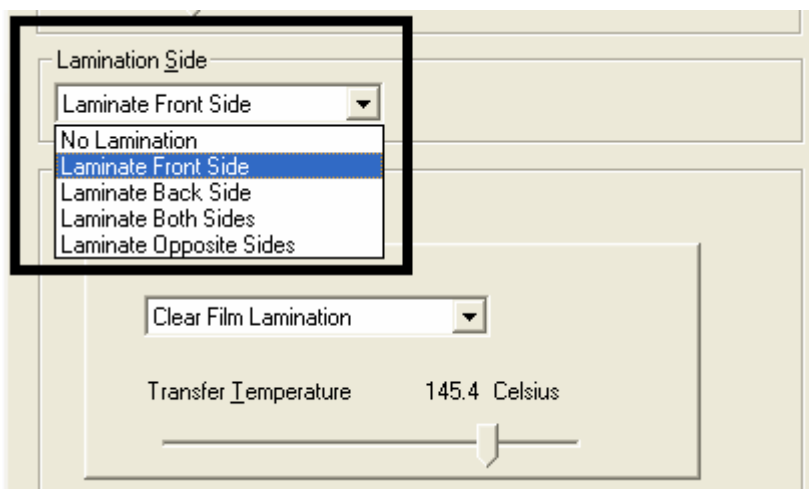 Lamination Side
Laminate Front Side
No Lamination
Laminate Front Side
Laminate Back Side
Laminate Both Sides
Laminate Opposite Sides
Clear Film Lamination
Transfer Temperature 145.4 Celsius